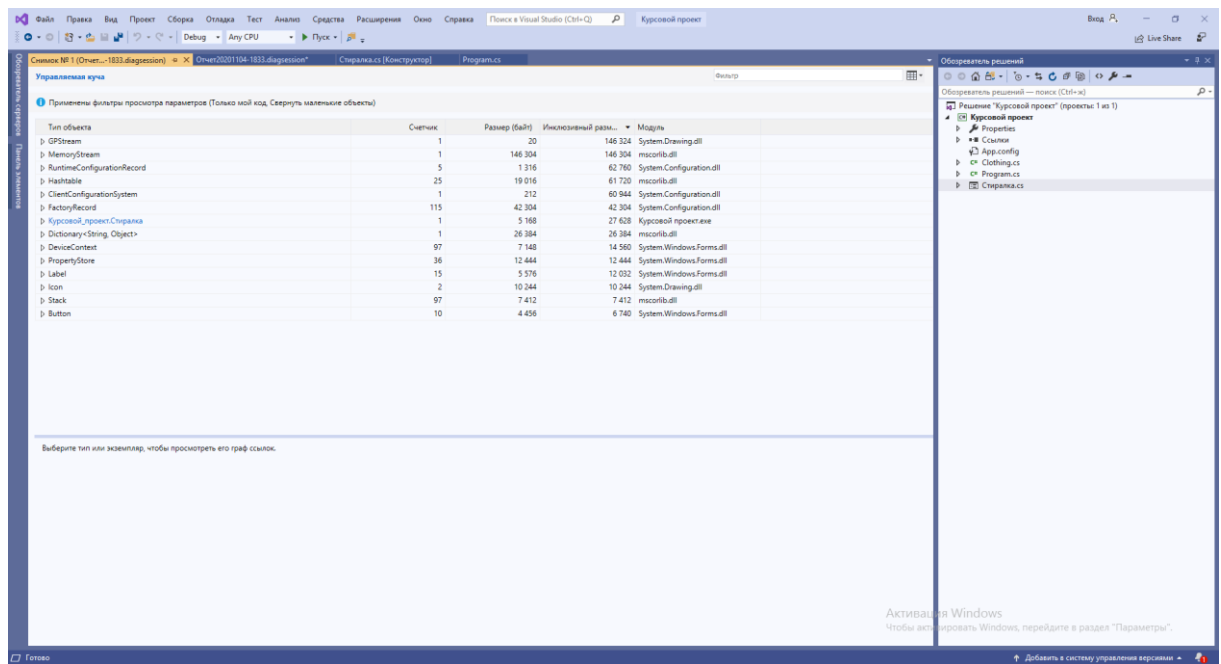 Файл Правка Вид Проект Сборка Отладка Тест Анализ Средства Расширения Окно Справка Поиск в Visual Studio (Ctrl+Q) Курсовой проект Вход
Debug Any CPU Пуск Live Share
Обозреватель серверов
Панель элементов
Снимок № 1 (Отчет...-1833.diagsession) Отчет20201104-1833.diagsession* Стиралка.cs [Конструктор] Program.cs
Управляемая куча Фильтр
Применены фильтры просмотра параметров (Только мой код, Свернуть маленькие объекты)
Тип объекта Счетчик Размер (байт) Инклюзивный разм... Модуль
GPStream 1 20 146 324 System.Drawing.dll
MemoryStream 1 146 304 146 304 mscorlib.dll
RuntimeConfigurationRecord 5 1 316 62 760 System.Configuration.dll
Hashtable 25 19 016 61 720 mscorlib.dll
ClientConfigurationSystem 1 212 60 944 System.Configuration.dll
FactoryRecord 115 42 304 42 304 System.Configuration.dll
Курсовой_проект.Стиралка 1 5 168 27 628 Курсовой проект.exe
Dictionary<String, Object> 1 26 384 26 384 mscorlib.dll
DeviceContext 97 7 148 14 560 System.Windows.Forms.dll
PropertyStore 36 12 444 12 444 System.Windows.Forms.dll
Label 15 5 576 12 032 System.Windows.Forms.dll
Icon 2 10 244 10 244 System.Drawing.dll
Stack 97 7 412 7 412 mscorlib.dll
Button 10 4 456 6 740 System.Windows.Forms.dll
Выберите тип или экземпляр, чтобы просмотреть его граф ссылок.
Обозреватель решений
Обозреватель решений — поиск (Ctrl+ж)
Решение "Курсовой проект" (проекты: 1 из 1)
C# Курсовой проект
Properties
Ссылки
App.config
C# Clothing.cs
C# Program.cs
Стиралка.cs
Активация Windows
Чтобы активировать Windows, перейдите в раздел "Параметры".
Готово Добавить в систему управления версиями 1